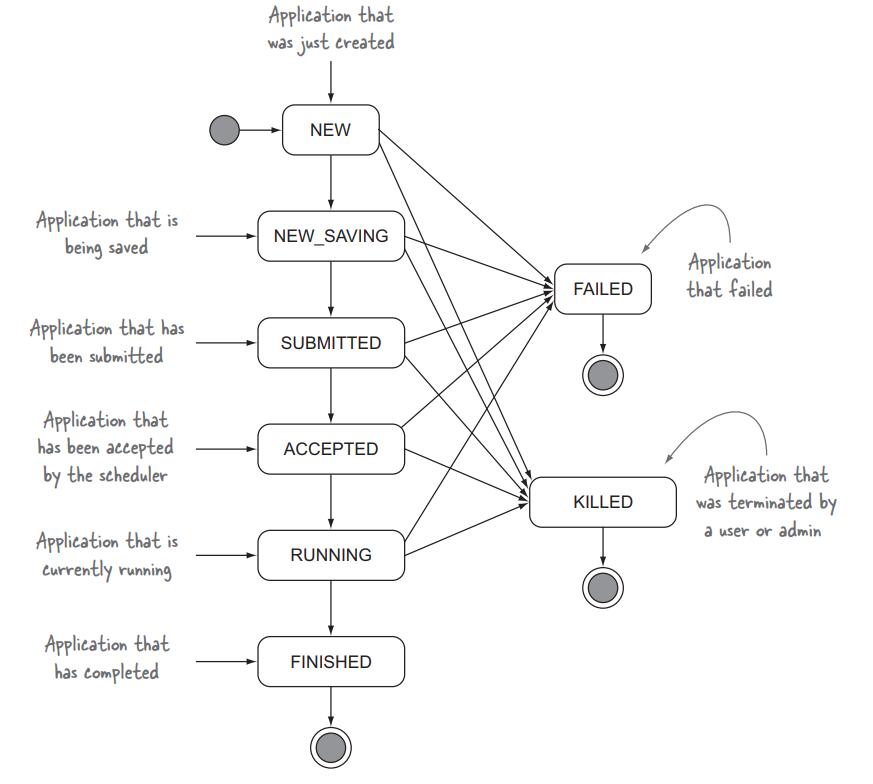 Application that
was just created
NEW
Application that is
being saved
NEW_SAVING
Application that has
been submitted
SUBMITTED
Application that
has been accepted
by the scheduler
ACCEPTED
Application that is
currently running
RUNNING
Application that
has completed
FINISHED
FAILED
Application
that failed
KILLED
Application that
was terminated by
a user or admin